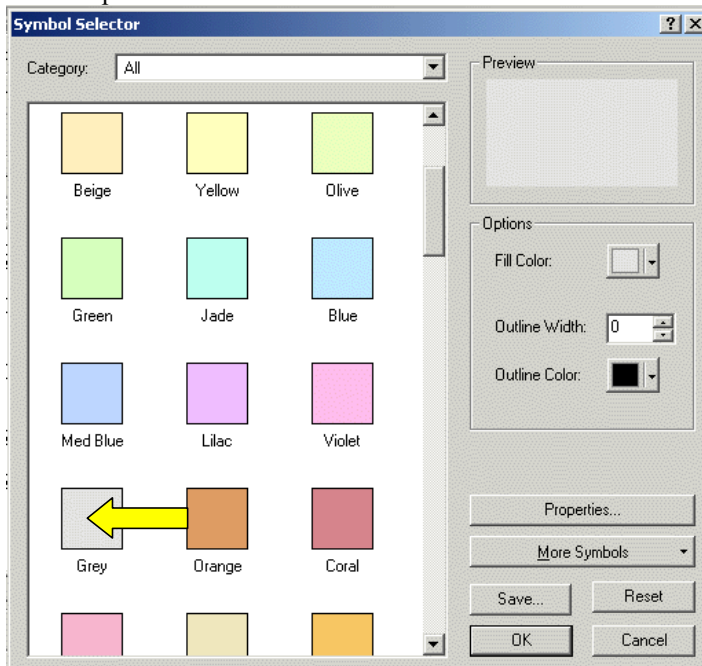 Symbol Selector
Category: All
Beige Yellow Olive
Green Jade Blue
Med Blue Lilac Violet
Grey Orange Coral
Preview
Options
Fill Color:
Outline Width: 0
Outline Color:
Properties...
More Symbols
Save... Reset
OK Cancel